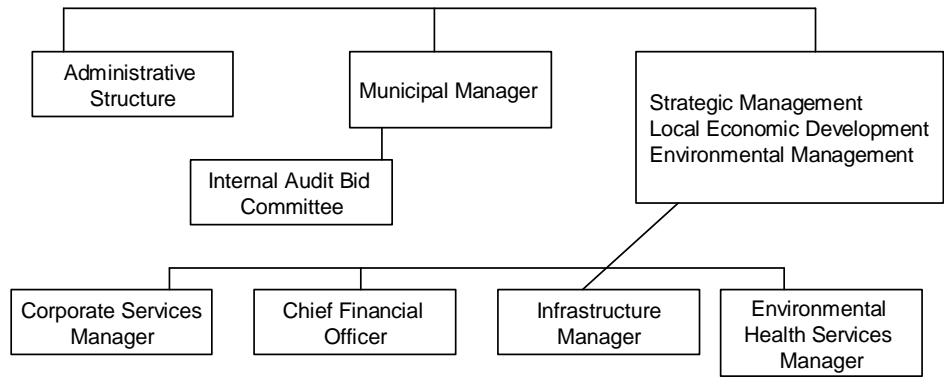 Administrative
Structure
Municipal Manager
Strategic Management
Local Economic Development
Environmental Management
Internal Audit Bid
Committee
Corporate Services
Manager
Chief Financial
Officer
Infrastructure
Manager
Environmental
Health Services
Manager